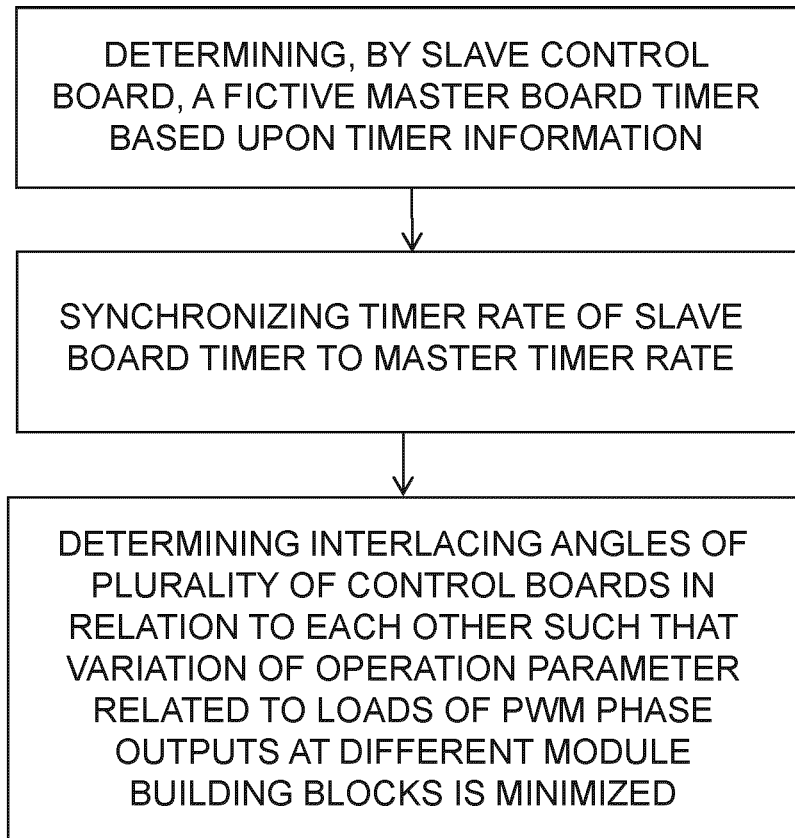 DETERMINING, BY SLAVE CONTROL
BOARD, A FICTIVE MASTER BOARD TIMER
BASED UPON TIMER INFORMATION
SYNCHRONIZING TIMER RATE OF SLAVE
BOARD TIMER TO MASTER TIMER RATE
DETERMINING INTERLACING ANGLES OF
PLURALITY OF CONTROL BOARDS IN
RELATION TO EACH OTHER SUCH THAT
VARIATION OF OPERATION PARAMETER
RELATED TO LOADS OF PWM PHASE
OUTPUTS AT DIFFERENT MODULE
BUILDING BLOCKS IS MINIMIZED